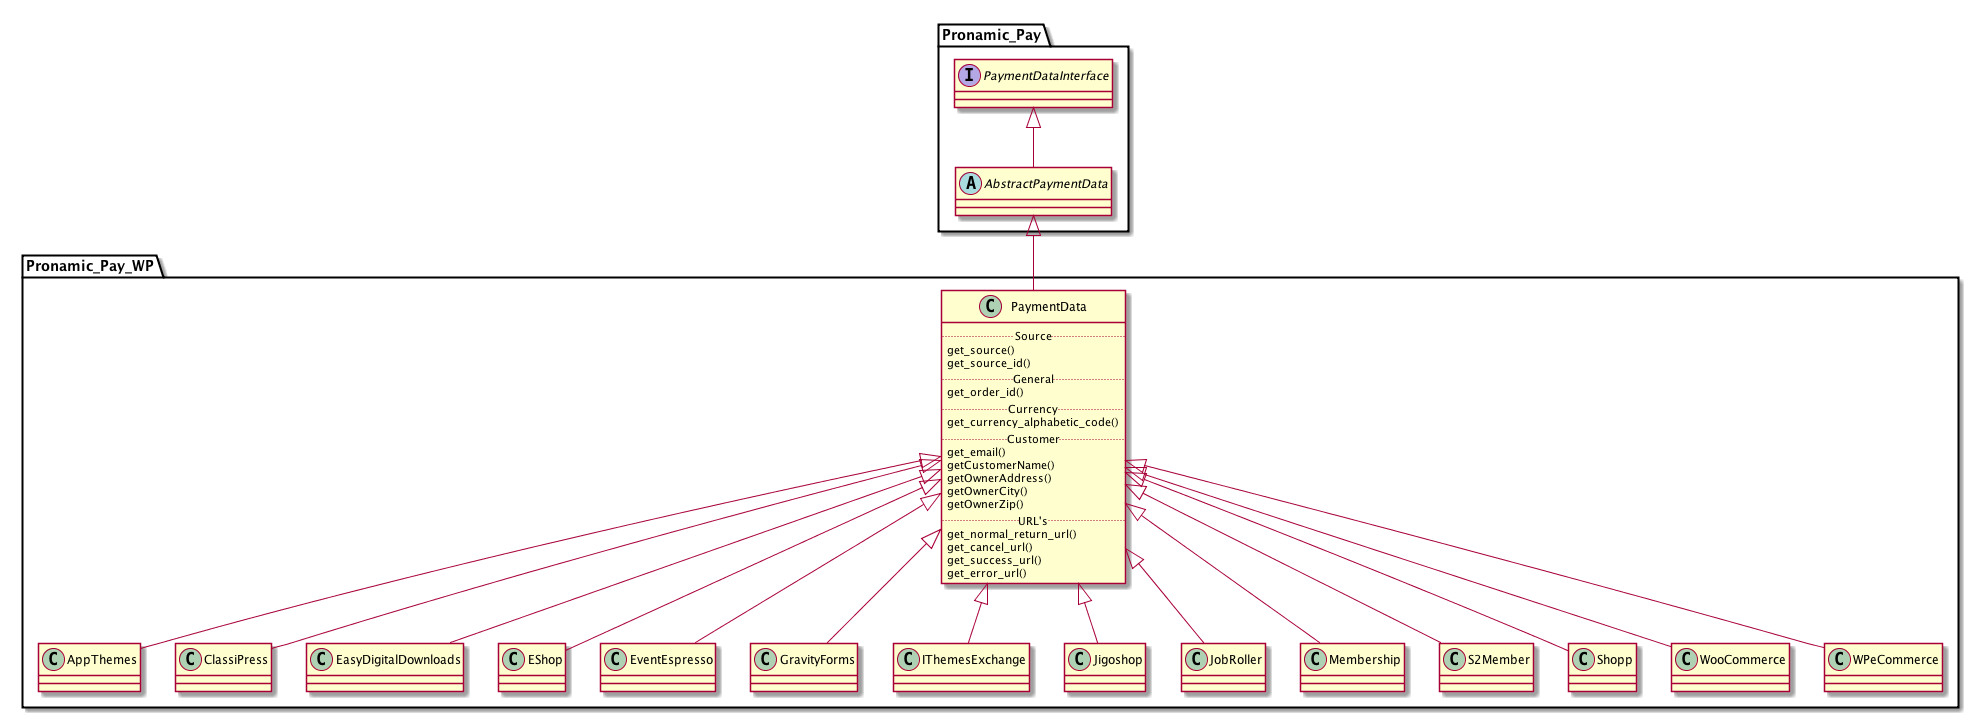 Pronamic_Pay
I PaymentDataInterface
A AbstractPaymentData
Pronamic_Pay_WP
C PaymentData
Source
get_source()
get_source_id()
General
get_order_id()
Currency
get_currency_alphabetic_code()
Customer
get_email()
getCustomerName()
getOwnerAddress()
getOwnerCity()
getOwnerZip()
URL's
get_normal_return_url()
get_cancel_url()
get_success_url()
get_error_url()
C AppThemes
C ClassiPress
C EasyDigitalDownloads
C EShop
C EventEspresso
C GravityForms
C IThemesExchange
C Jigoshop
C JobRoller
C Membership
C S2Member
C Shopp
C WooCommerce
C WPeCommerce